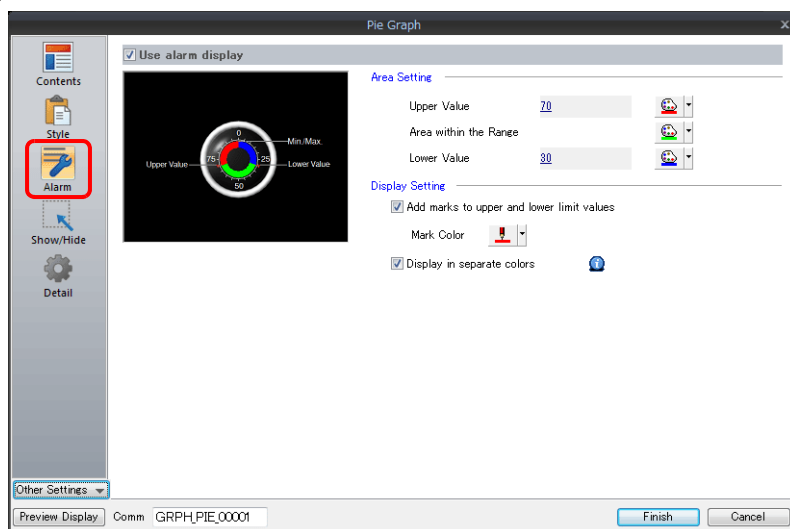 Pie Graph
x
Contents
Style
Alarm
Show/Hide
Detail
Use alarm display
0
Min./Max.
Upper Value
75
25
Lower Value
50
Area Setting
Upper Value 70
Area within the Range
Lower Value 30
Display Setting
Add marks to upper and lower limit values
Mark Color
Display in separate colors
Other Settings
Preview Display Comm GRPH_PIE_00001 Finish Cancel